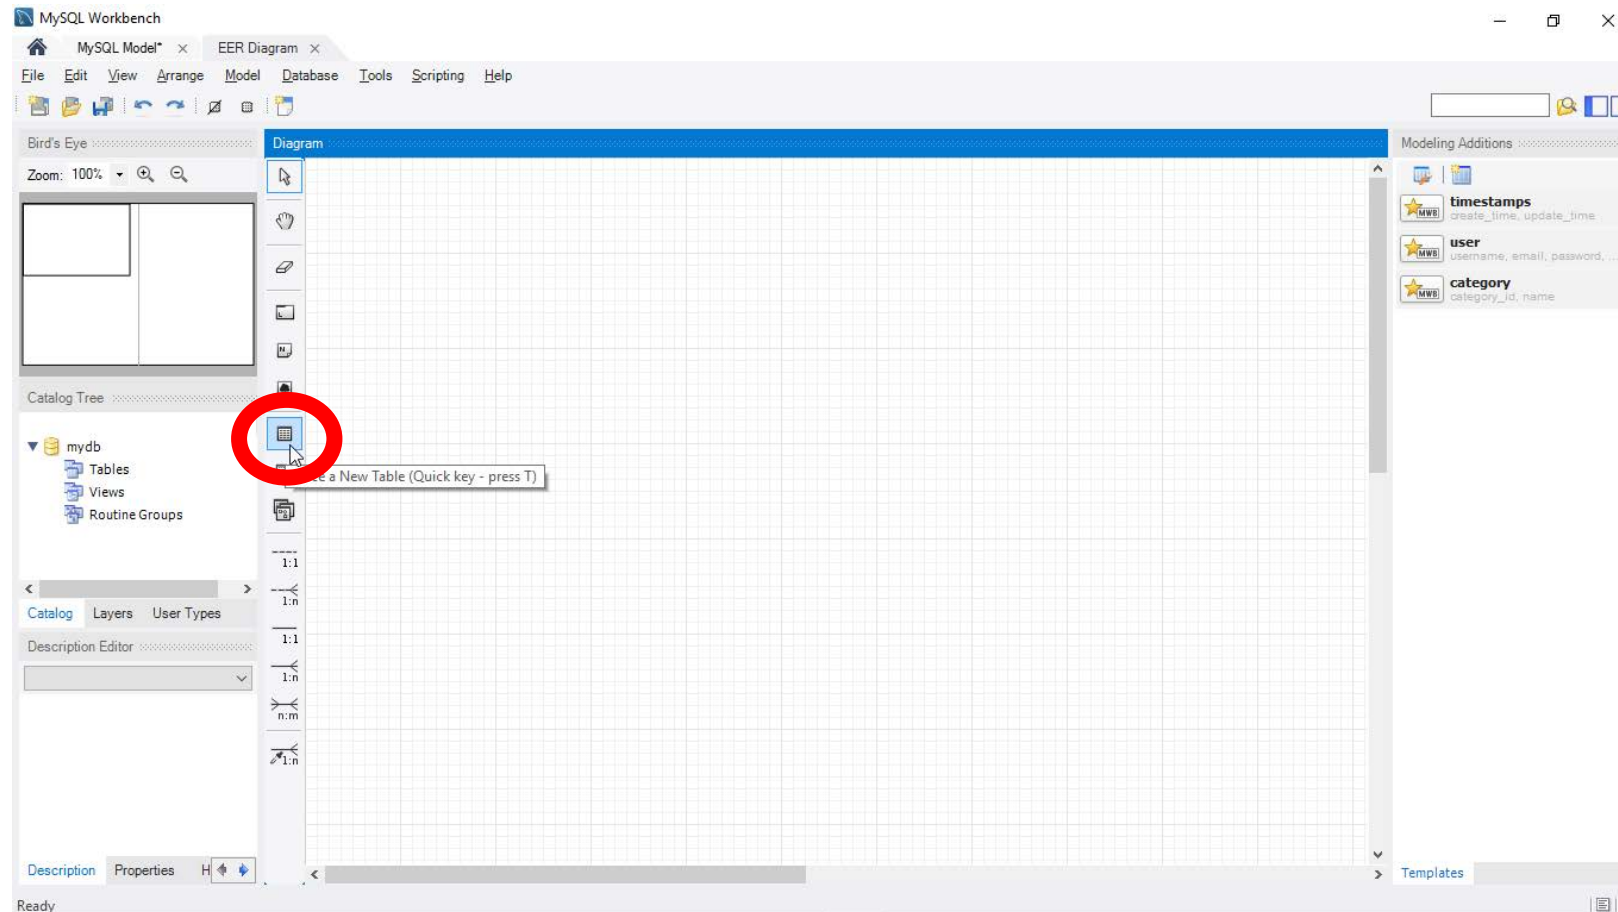 MySQL Workbench
MySQL Model* EER Diagram
File Edit View Arrange Model Database Tools Scripting Help
Bird's Eye
Zoom: 100%
Catalog Tree
mydb
Tables
Views
Routine Groups
Catalog Layers User Types
Description Editor
Description Properties H
Ready
Diagram
a New Table (Quick key - press T)
1:1
1:n
1:1
1:n
n:m
1:n
Modeling Additions
MWB
timestamps
create_time, update_time
MWB
user
username, email, password, ...
MWB
category
category_id, name
Templates